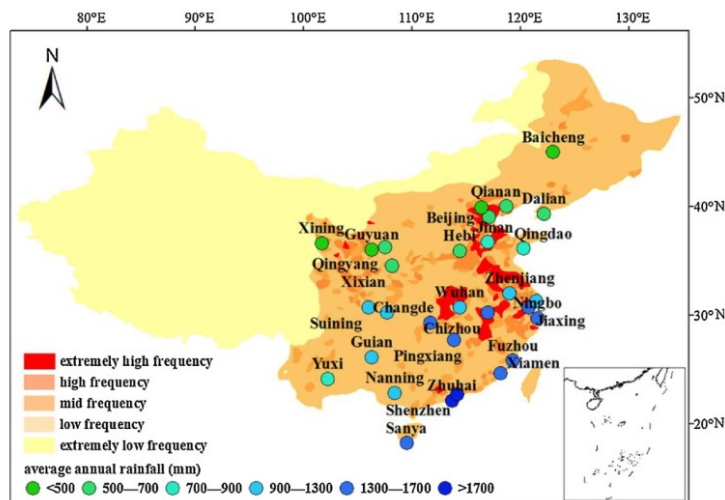 80°E 90°E 100°E 110°E 120°E 130°E
N
50°N
Baicheng
Qianan Dalian
40°N
Xining Guyuan Beijing Jinan
Hebi Qingdao
Qingyang
Xixian Zhenjiang
Wuhan
Changde Ningbo
30°N
Suining Chizhou Jiaxing
Guian Pingxiang Fuzhou
Yuxi Xiamen
Nanning Zhuhai
Shenzhen
Sanya
20°N
extremely high frequency
high frequency
mid frequency
low frequency
extremely low frequency
average annual rainfall (mm)
<500 500—700 700—900 900—1300 1300—1700 >1700